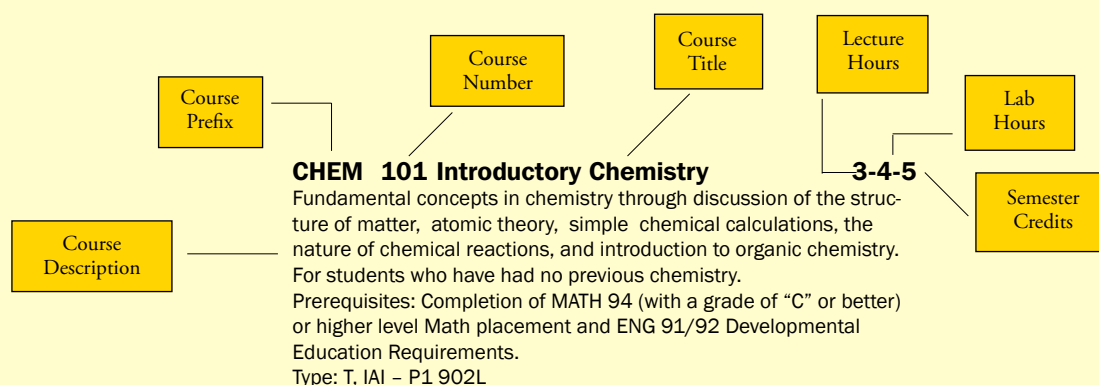 Course
Prefix
Course
Number
Course
Title
Lecture
Hours
Lab
Hours
CHEM 101 Introductory Chemistry 3-4-5
Semester
Credits
Course
Description
Fundamental concepts in chemistry through discussion of the struc-
ture of matter, atomic theory, simple chemical calculations, the
nature of chemical reactions, and introduction to organic chemistry.
For students who have had no previous chemistry.
Prerequisites: Completion of MATH 94 (with a grade of “C” or better)
or higher level Math placement and ENG 91/92 Developmental
Education Requirements.
Type: T, IAI – P1 902L